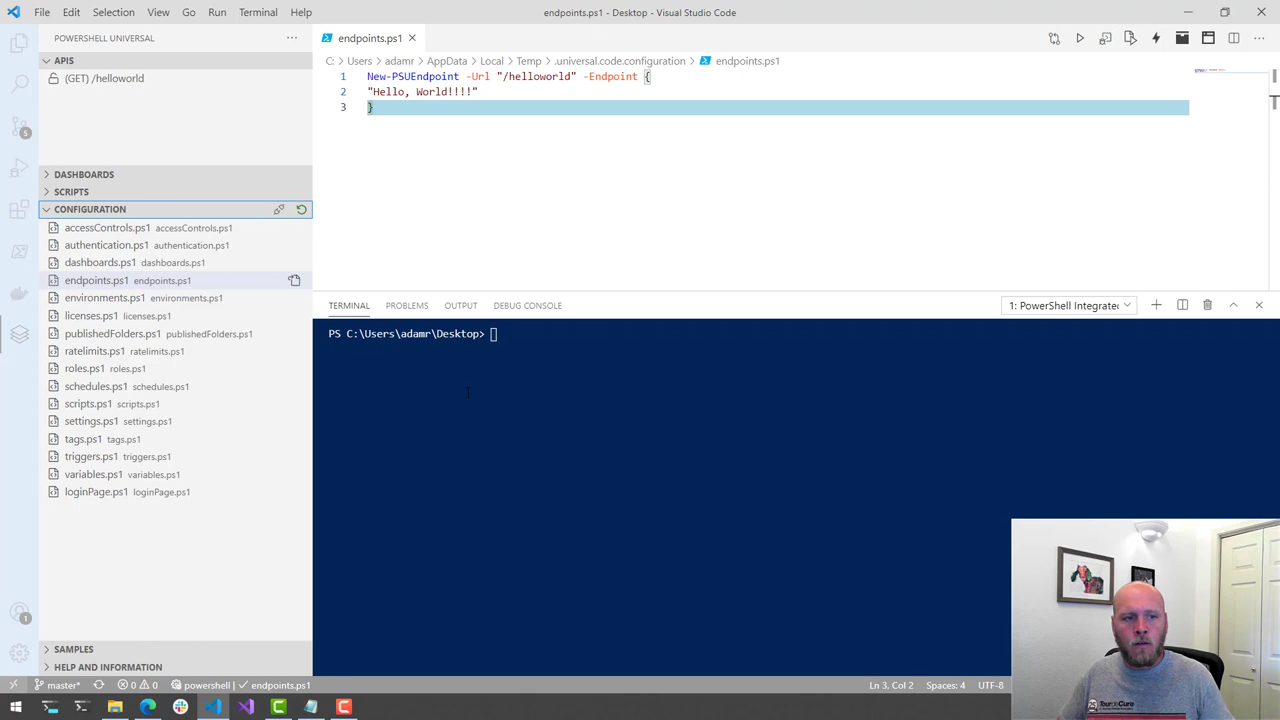 File Edit Selection View Go Run Terminal Help
endpoints.ps1 - Desktop - Visual Studio Code
POWERSHELL UNIVERSAL
APIS
(GET) /helloworld
DASHBOARDS
SCRIPTS
CONFIGURATION
accessControls.ps1 accessControls.ps1
authentication.ps1 authentication.ps1
dashboards.ps1 dashboards.ps1
endpoints.ps1 endpoints.ps1
environments.ps1 environments.ps1
licenses.ps1 licenses.ps1
publishedFolders.ps1 publishedFolders.ps1
ratelimits.ps1 ratelimits.ps1
roles.ps1 roles.ps1
schedules.ps1 schedules.ps1
scripts.ps1 scripts.ps1
settings.ps1 settings.ps1
tags.ps1 tags.ps1
triggers.ps1 triggers.ps1
variables.ps1 variables.ps1
loginPage.ps1 loginPage.ps1
SAMPLES
HELP AND INFORMATION
endpoints.ps1
C: > Users > adamr > AppData > Local > Temp > .universal.code.configuration > endpoints.ps1
1 New-PSUEndpoint -Url "/helloworld" -Endpoint {
2 "Hello, World!!!!"
3 }
TERMINAL PROBLEMS OUTPUT DEBUG CONSOLE
1: PowerShell Integrated
PS C:\Users\adamr\Desktop>
5
1
master* 0 0 powershell | endpoints.ps1
Ln 3, Col 2 Spaces: 4 UTF-8
Tour de Cure